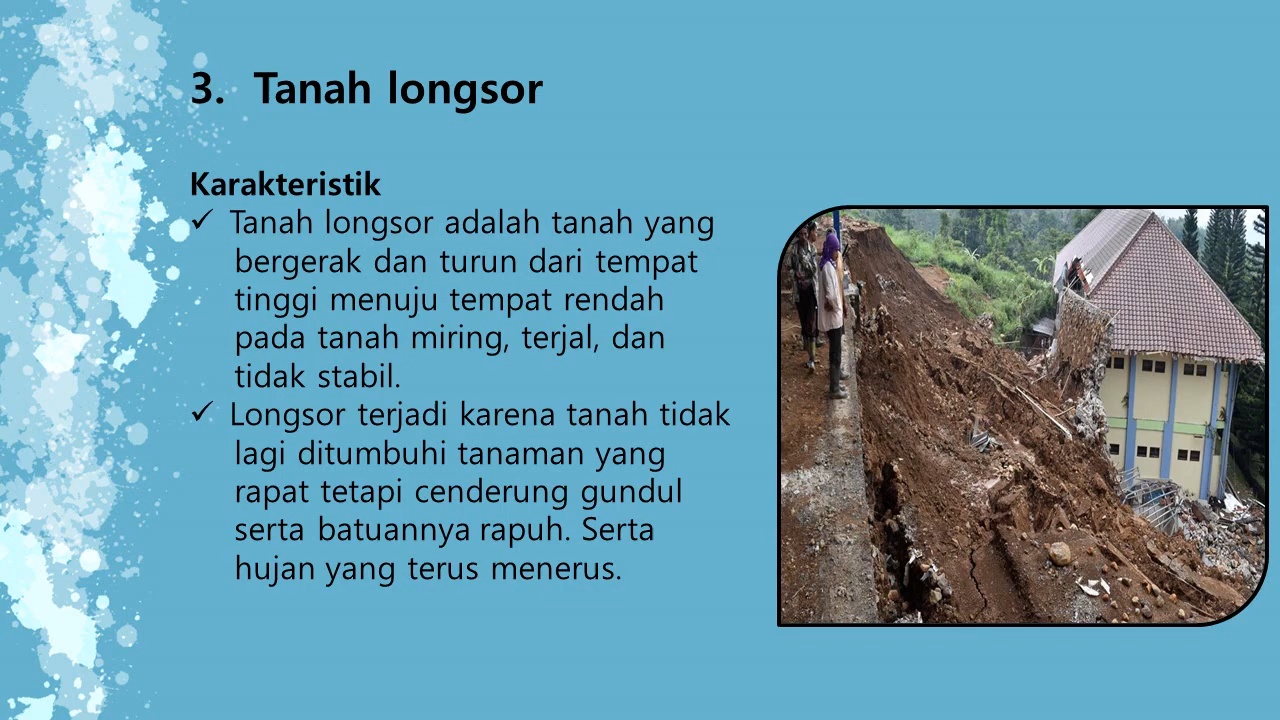 3. Tanah longsor
Karakteristik
✓ Tanah longsor adalah tanah yang
bergerak dan turun dari tempat
tinggi menuju tempat rendah
pada tanah miring, terjal, dan
tidak stabil.
✓ Longsor terjadi karena tanah tidak
lagi ditumbuhi tanaman yang
rapat tetapi cenderung gundul
serta batuannya rapuh. Serta
hujan yang terus menerus.